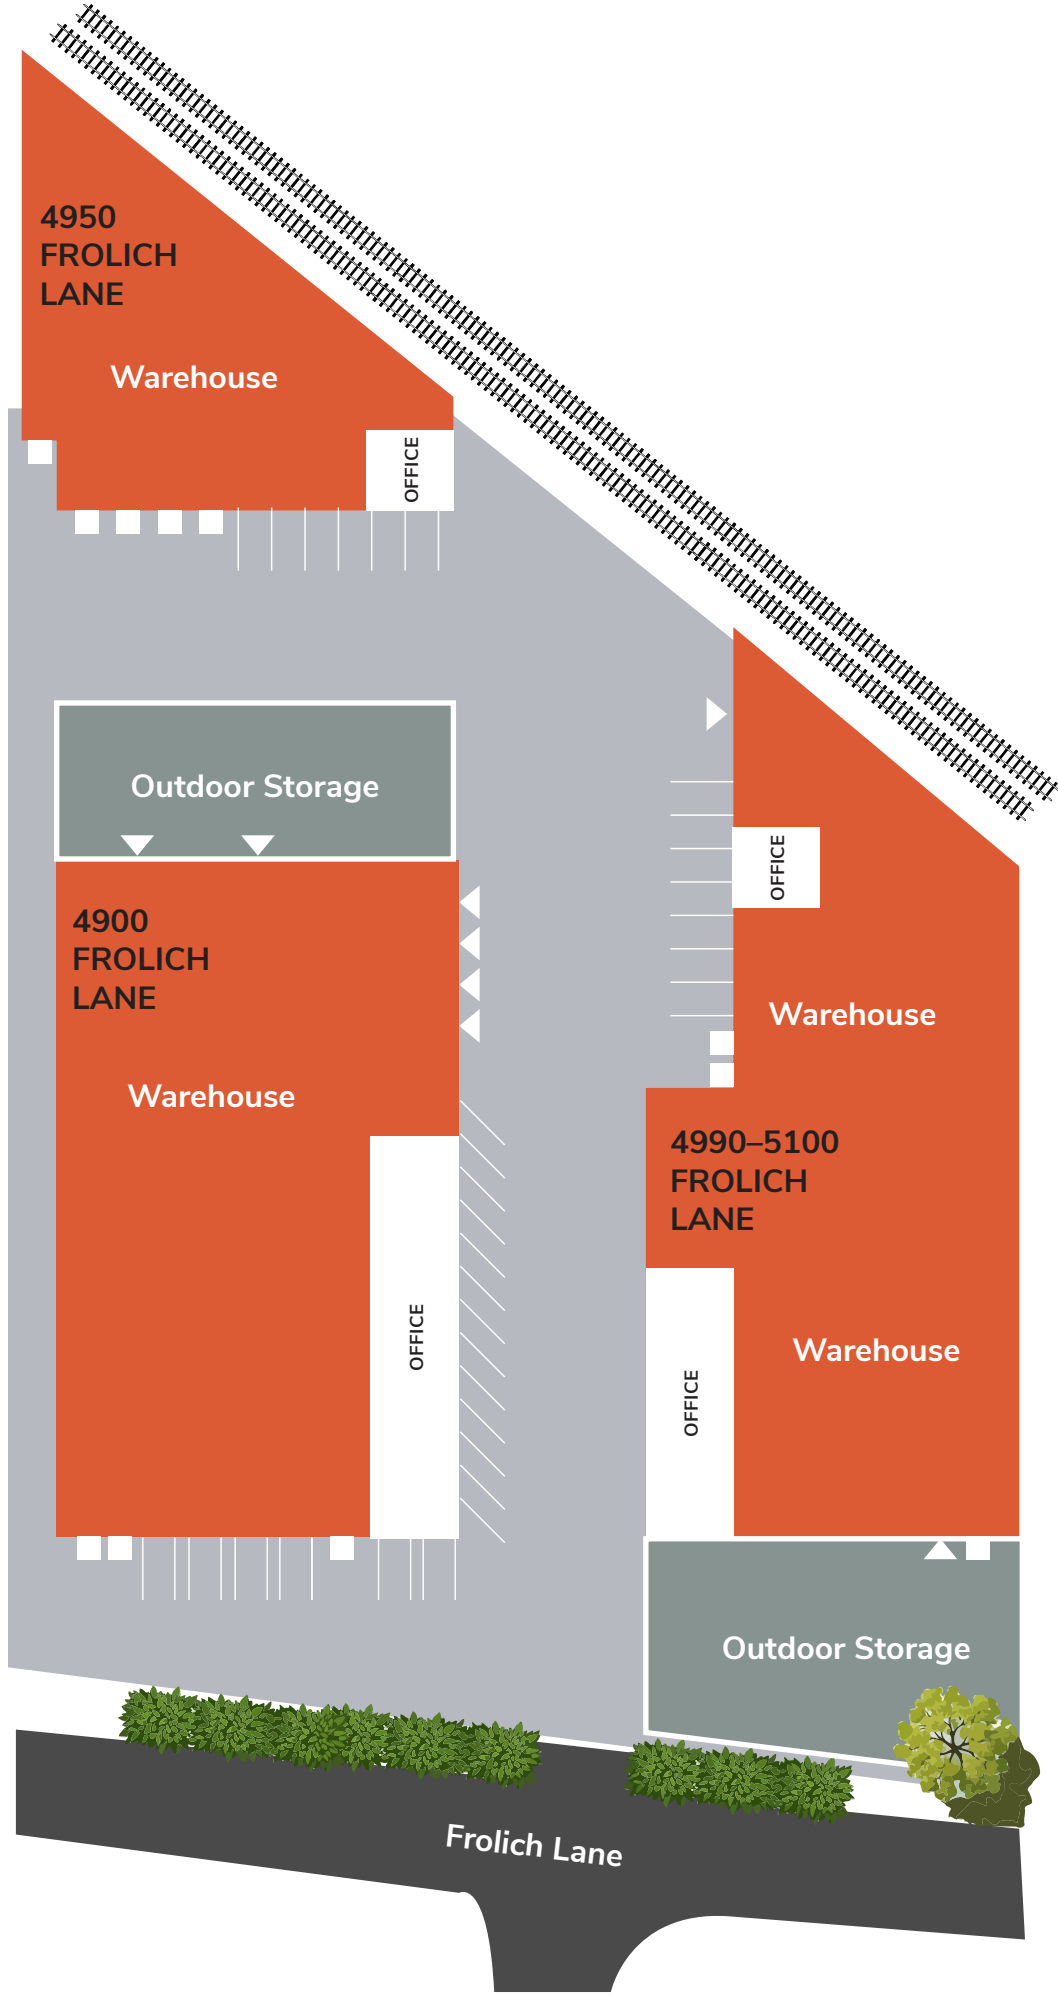 4950
FROLICH
LANE
Warehouse
OFFICE
Outdoor Storage
4900
FROLICH
LANE
Warehouse
OFFICE
OFFICE
Warehouse
4990–5100
FROLICH
LANE
Warehouse
OFFICE
Outdoor Storage
Frolich Lane